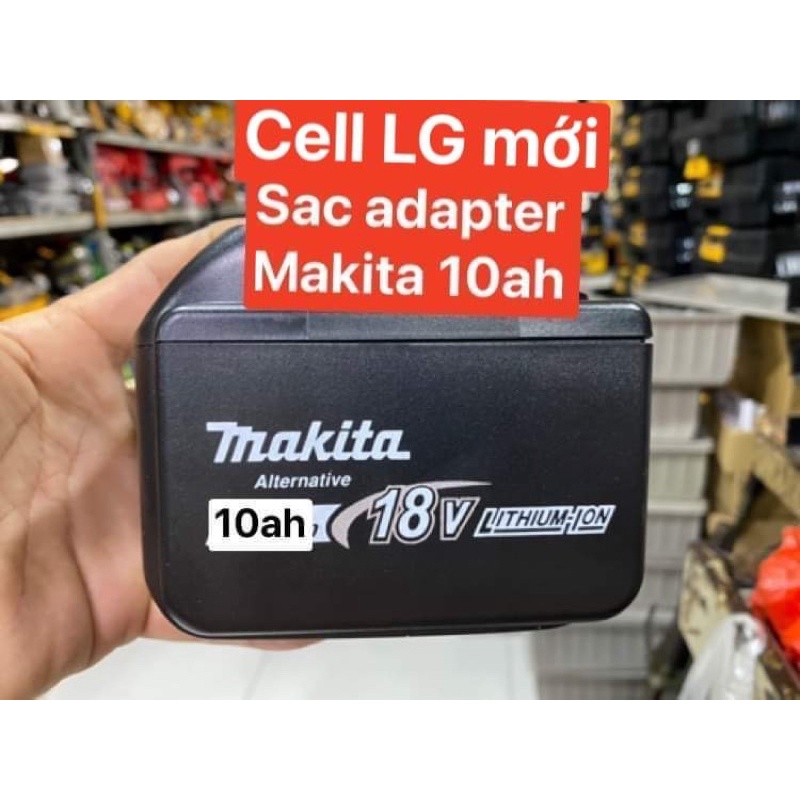 Cell LG mới
Sac adapter
Makita 10ah
makita
Alternative
10ah
18V LITHIUM-ION